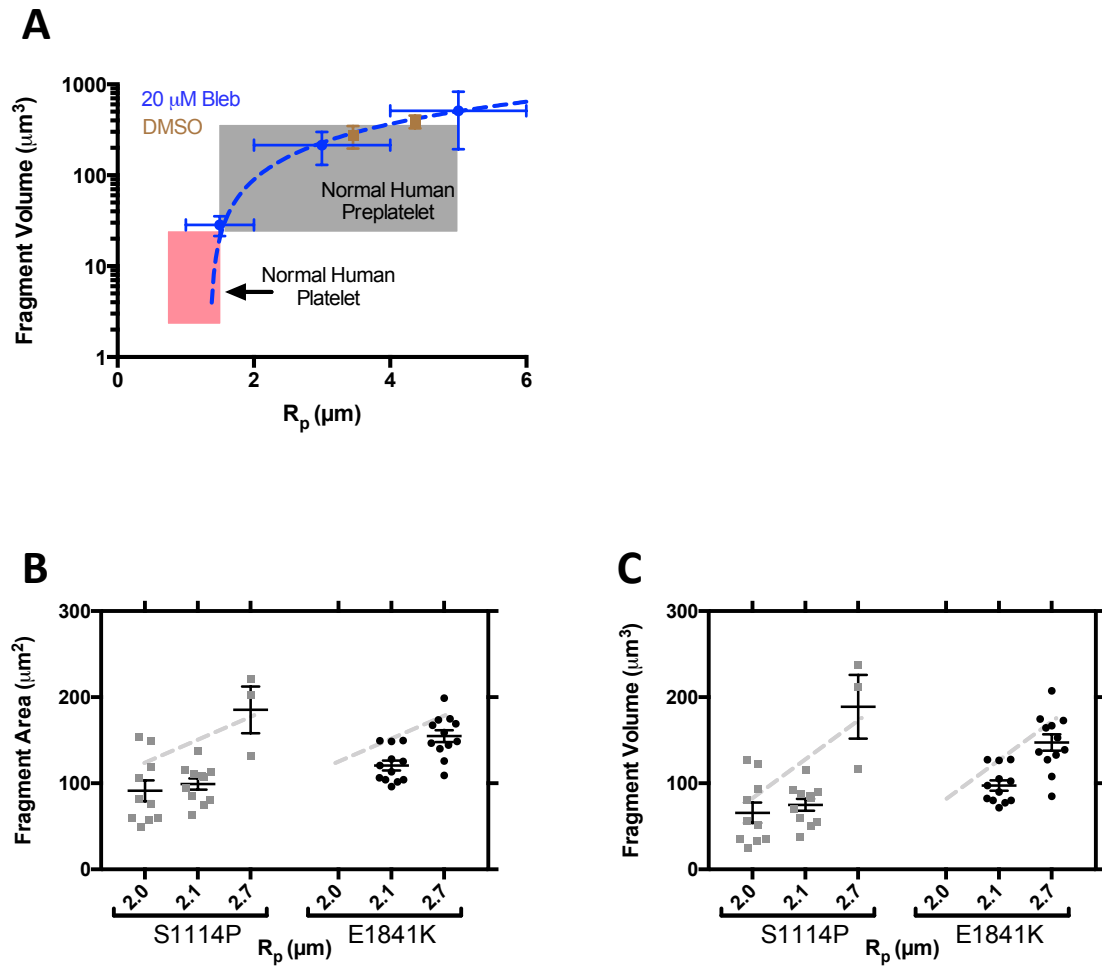 A
Fragment Volume (μm³)
1000
100
10
1
20 μM Bleb
DMSO
Normal Human
Preplatelet
Normal Human
Platelet
0
2
4
6
Rₚ (μm)
B
Fragment Area (μm²)
300
200
100
0
2.0
2.1
2.7
2.0
2.1
2.7
S1114P
E1841K
Rₚ (μm)
C
Fragment Volume (μm³)
300
200
100
0
2.0
2.1
2.7
2.0
2.1
2.7
S1114P
E1841K
Rₚ (μm)